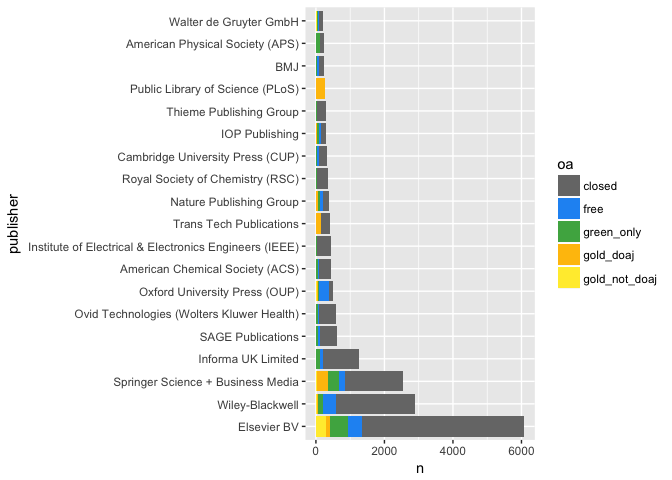 Walter de Gruyter GmbH
American Physical Society (APS)
BMJ
Public Library of Science (PLoS)
Thieme Publishing Group
IOP Publishing
Cambridge University Press (CUP)
Royal Society of Chemistry (RSC)
Nature Publishing Group
Trans Tech Publications
Institute of Electrical & Electronics Engineers (IEEE)
American Chemical Society (ACS)
Oxford University Press (OUP)
Ovid Technologies (Wolters Kluwer Health)
SAGE Publications
Informa UK Limited
Springer Science + Business Media
Wiley-Blackwell
Elsevier BV
publisher
0 2000 4000 6000
n
oa
closed
free
green_only
gold_doaj
gold_not_doaj